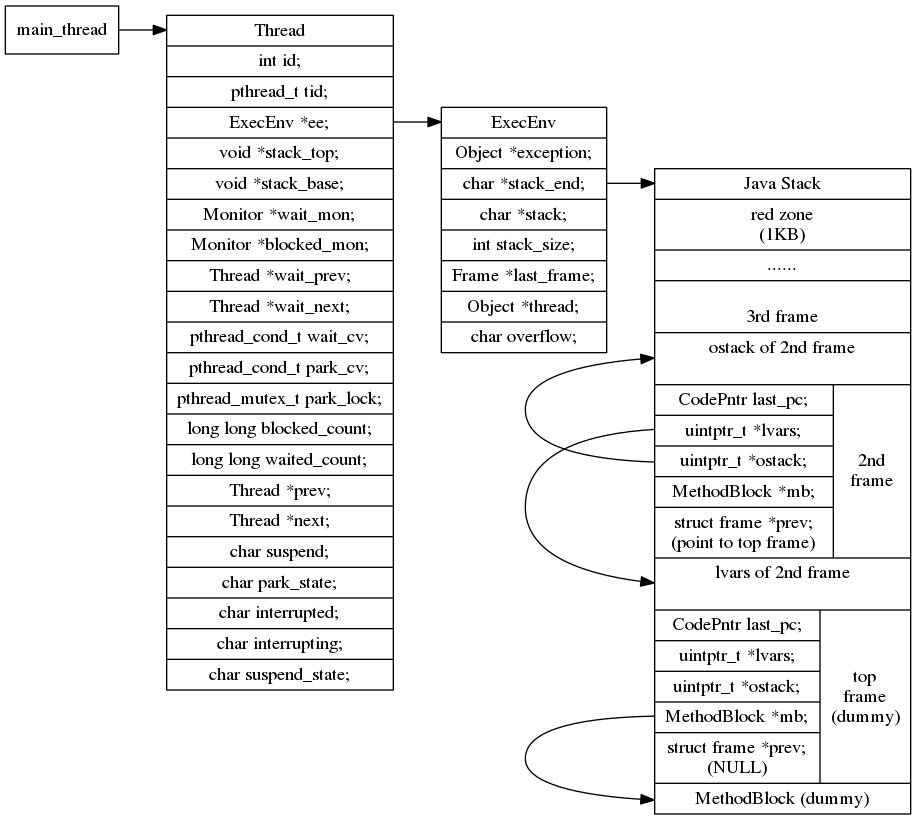 main_thread
Thread
int id;
pthread_t tid;
ExecEnv *ee;
void *stack_top;
void *stack_base;
Monitor *wait_mon;
Monitor *blocked_mon;
Thread *wait_prev;
Thread *wait_next;
pthread_cond_t wait_cv;
pthread_cond_t park_cv;
pthread_mutex_t park_lock;
long long blocked_count;
long long waited_count;
Thread *prev;
Thread *next;
char suspend;
char park_state;
char interrupted;
char interrupting;
char suspend_state;
ExecEnv
Object *exception;
char *stack_end;
char *stack;
int stack_size;
Frame *last_frame;
Object *thread;
char overflow;
Java Stack
red zone
(1KB)
......
3rd frame
ostack of 2nd frame
CodePntr last_pc;
uintptr_t *lvars;
uintptr_t *ostack;
MethodBlock *mb;
struct frame *prev;
(point to top frame)
2nd
frame
lvars of 2nd frame
CodePntr last_pc;
uintptr_t *lvars;
uintptr_t *ostack;
MethodBlock *mb;
struct frame *prev;
(NULL)
top
frame
(dummy)
MethodBlock (dummy)